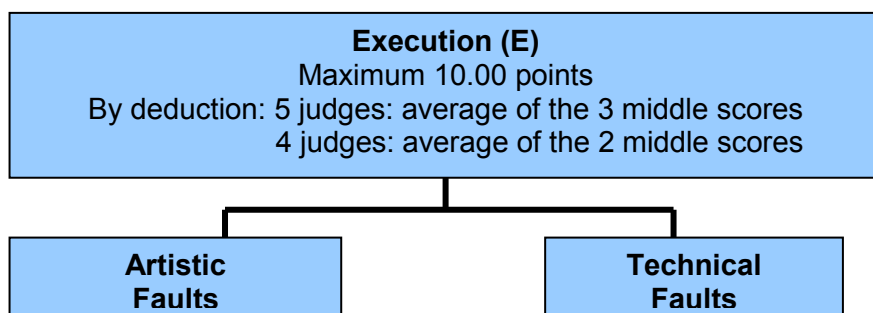 Execution (E)
Maximum 10.00 points
By deduction: 5 judges: average of the 3 middle scores
4 judges: average of the 2 middle scores
Artistic
Faults
Technical
Faults